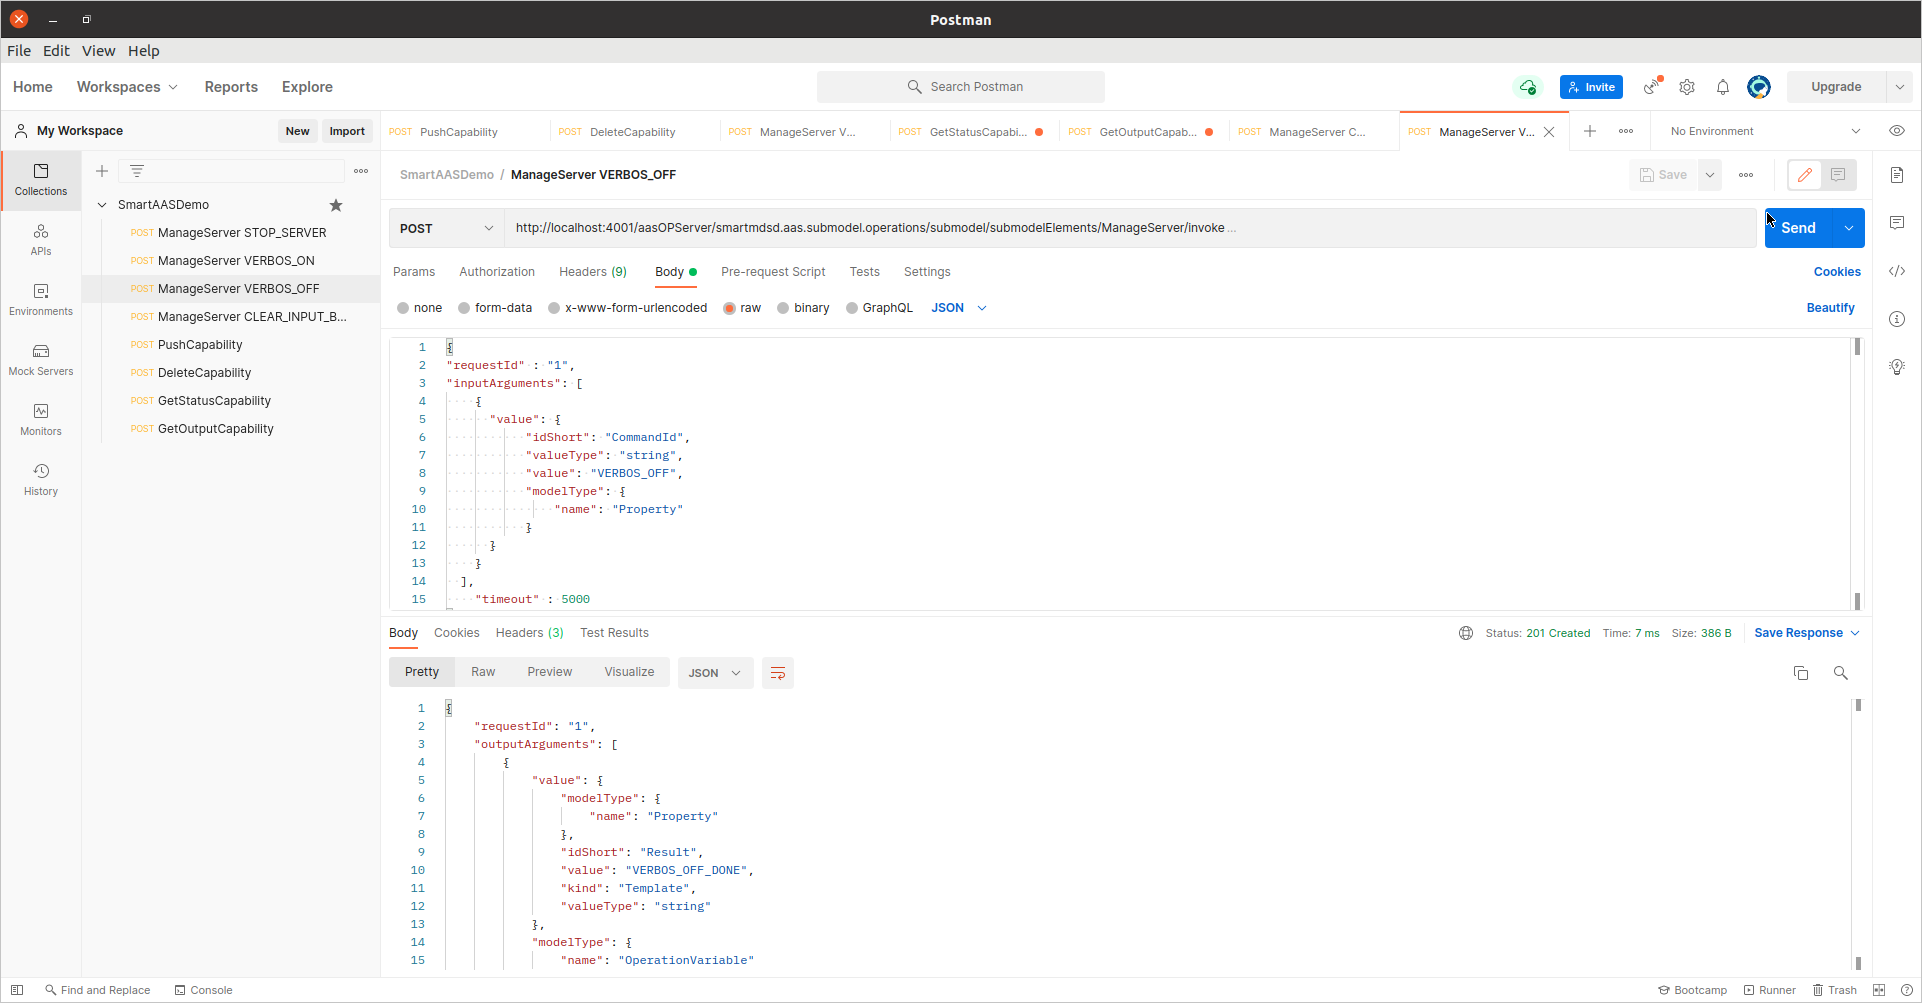 Postman
File Edit View Help
Home Workspaces Reports Explore
Search Postman
Invite
Upgrade
My Workspace
New Import
POST PushCapability
POST DeleteCapability
POST ManageServer V...
POST GetStatusCapabi...
POST GetOutputCapab...
POST ManageServer C...
POST ManageServer V...
No Environment
Collections
APIs
Environments
Mock Servers
Monitors
History
SmartAASDemo
POST ManageServer STOP_SERVER
POST ManageServer VERBOS_ON
POST ManageServer VERBOS_OFF
POST ManageServer CLEAR_INPUT_B...
POST PushCapability
POST DeleteCapability
POST GetStatusCapability
POST GetOutputCapability
SmartAASDemo / ManageServer VERBOS_OFF
Save
POST
http://localhost:4001/aasOPServer/smartmdsd.aas.submodel.operations/submodel/submodelElements/ManageServer/invoke ...
Send
Params Authorization Headers (9) Body Pre-request Script Tests Settings
Cookies
none form-data x-www-form-urlencoded raw binary GraphQL JSON
Beautify
1 {
2 "requestId" : "1",
3 "inputArguments": [
4 {
5 "value": {
6 "idShort": "CommandId",
7 "valueType": "string",
8 "value": "VERBOS_OFF",
9 "modelType": {
10 "name": "Property"
11 }
12 }
13 }
14 ],
15 "timeout" : 5000
Body Cookies Headers (3) Test Results
Status: 201 Created Time: 7 ms Size: 386 B Save Response
Pretty Raw Preview Visualize JSON
1 {
2 "requestId": "1",
3 "outputArguments": [
4 {
5 "value": {
6 "modelType": {
7 "name": "Property"
8 },
9 "idShort": "Result",
10 "value": "VERBOS_OFF_DONE",
11 "kind": "Template",
12 "valueType": "string"
13 },
14 "modelType": {
15 "name": "OperationVariable"
Find and Replace Console
Bootcamp Runner Trash